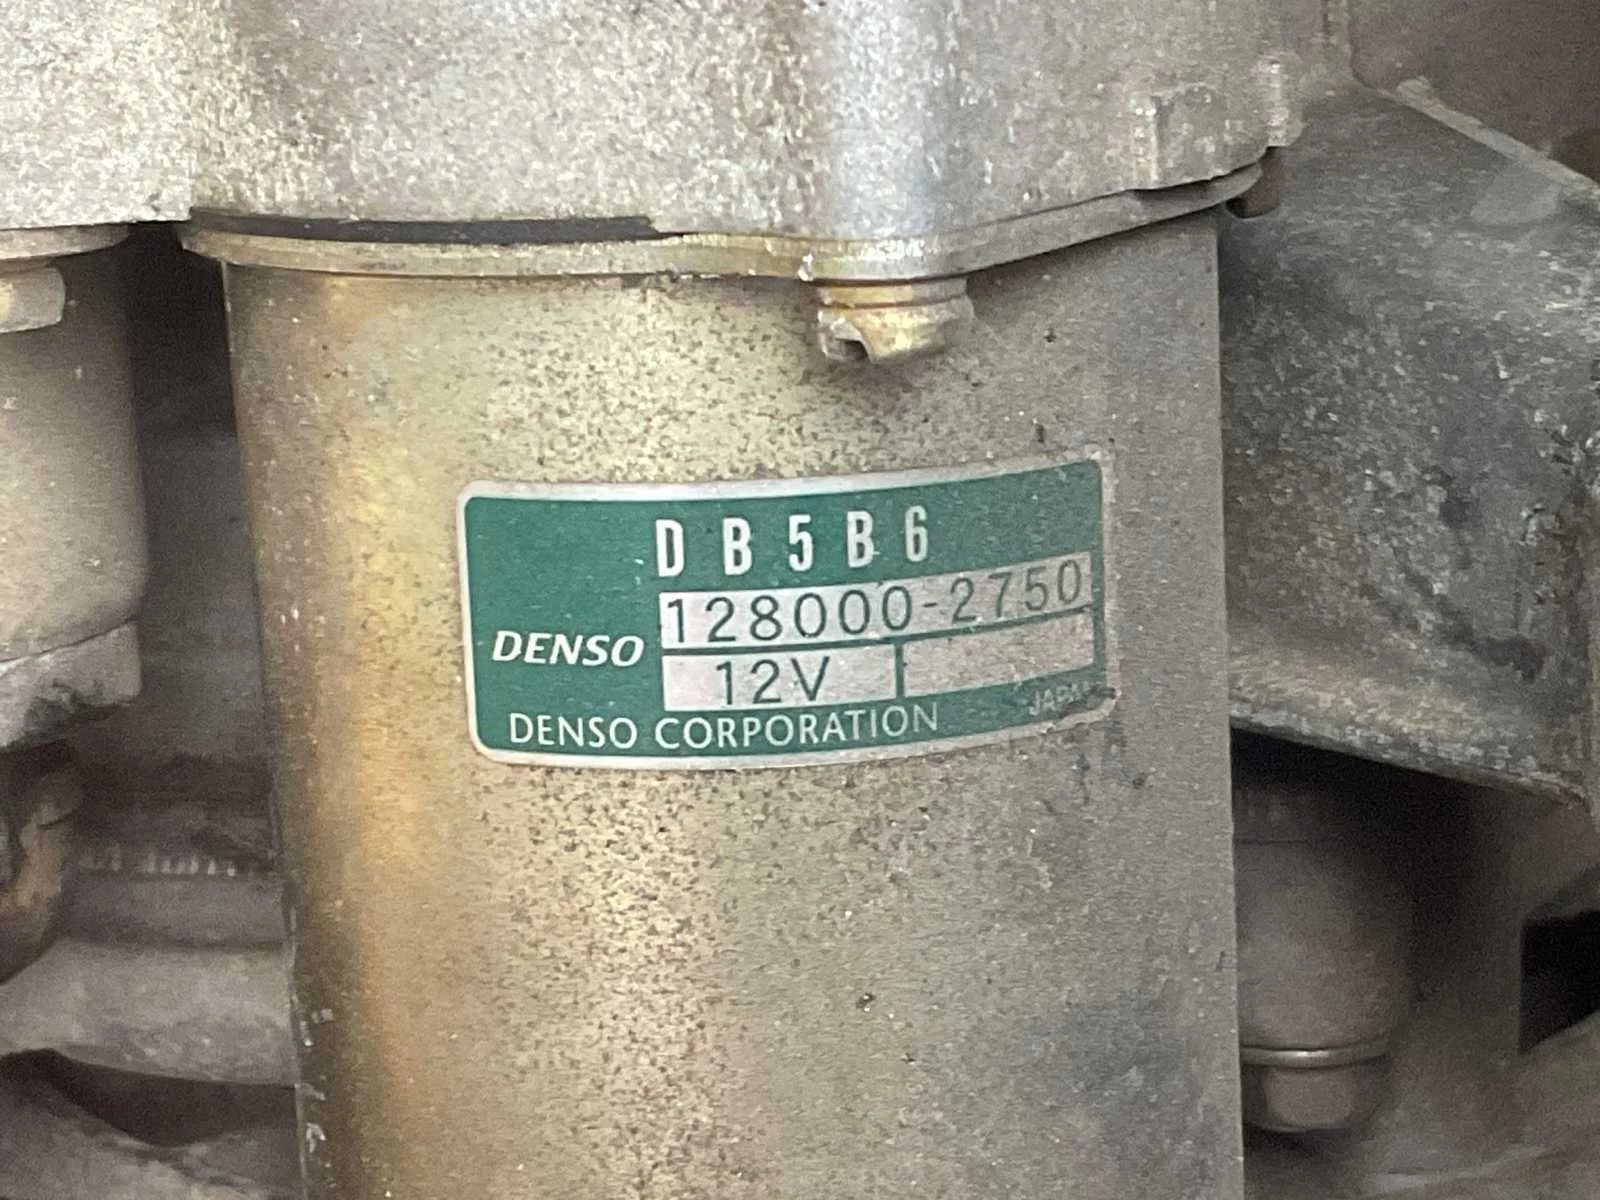 DB5B6
128000-2750
DENSO
12V
DENSO CORPORATION
JAPAN